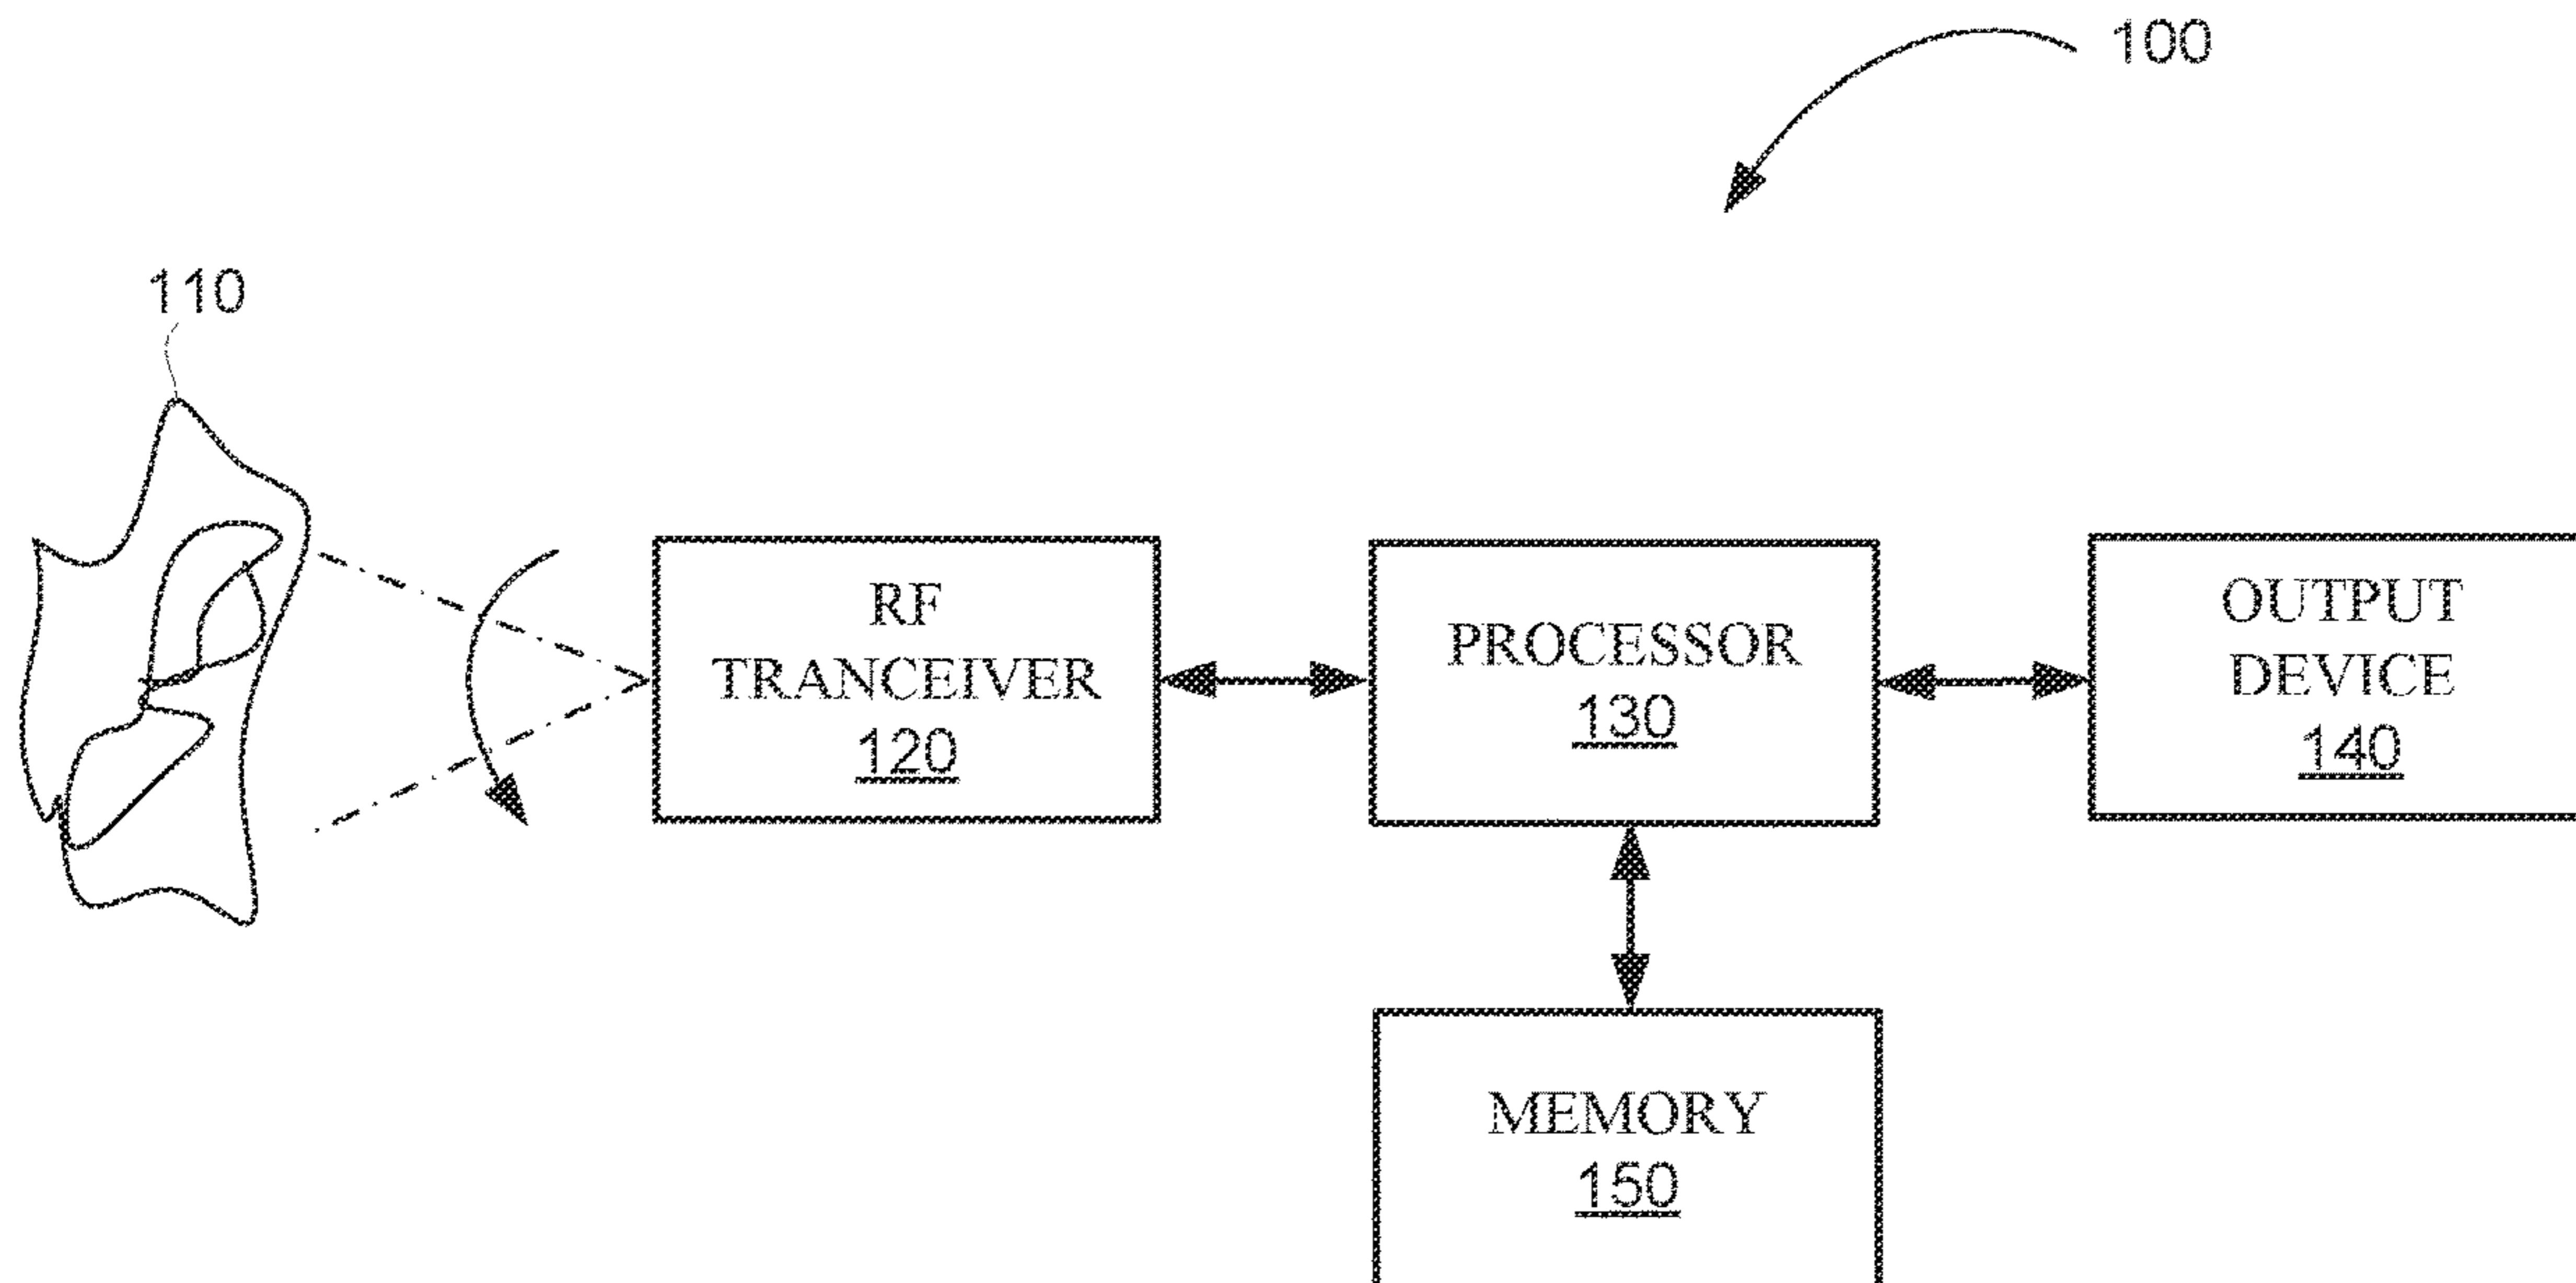 100
110
RF
TRANCEIVER
120
PROCESSOR
130
OUTPUT
DEVICE
140
MEMORY
150